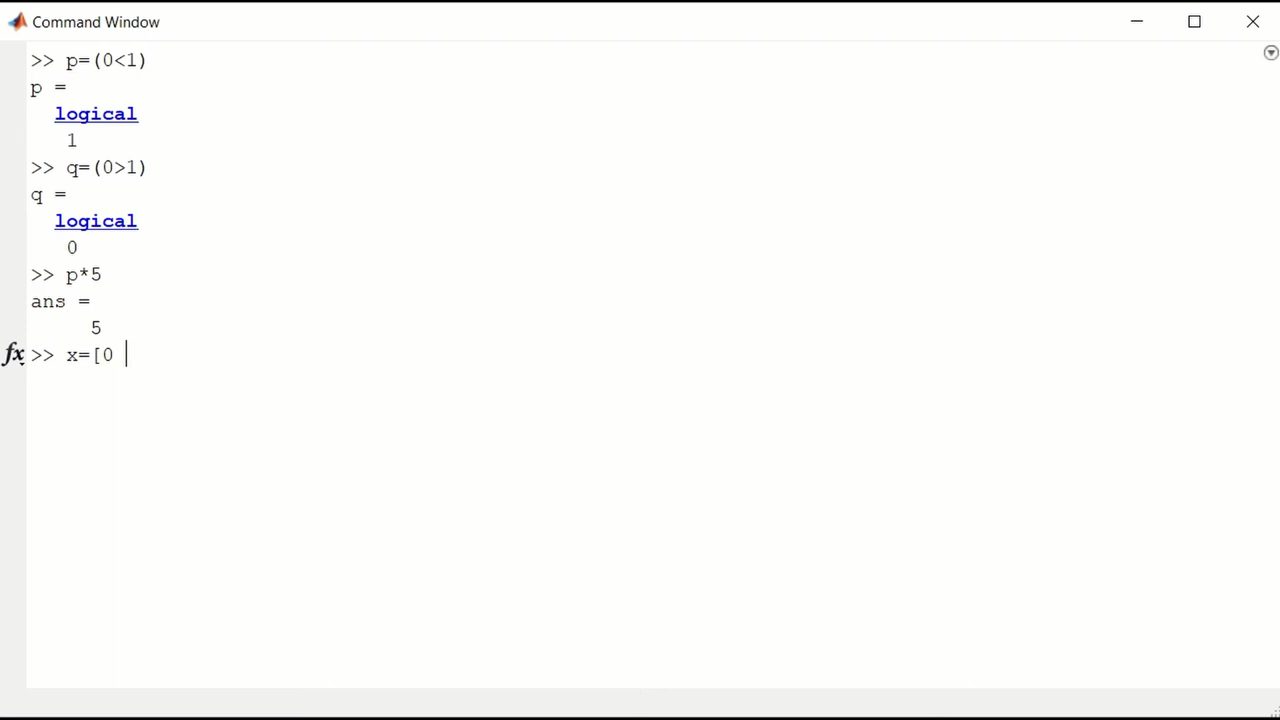 Command Window
>> p=(0<1)
p =
logical
1
>> q=(0>1)
q =
logical
0
>> p*5
ans =
5
fx >> x=[0